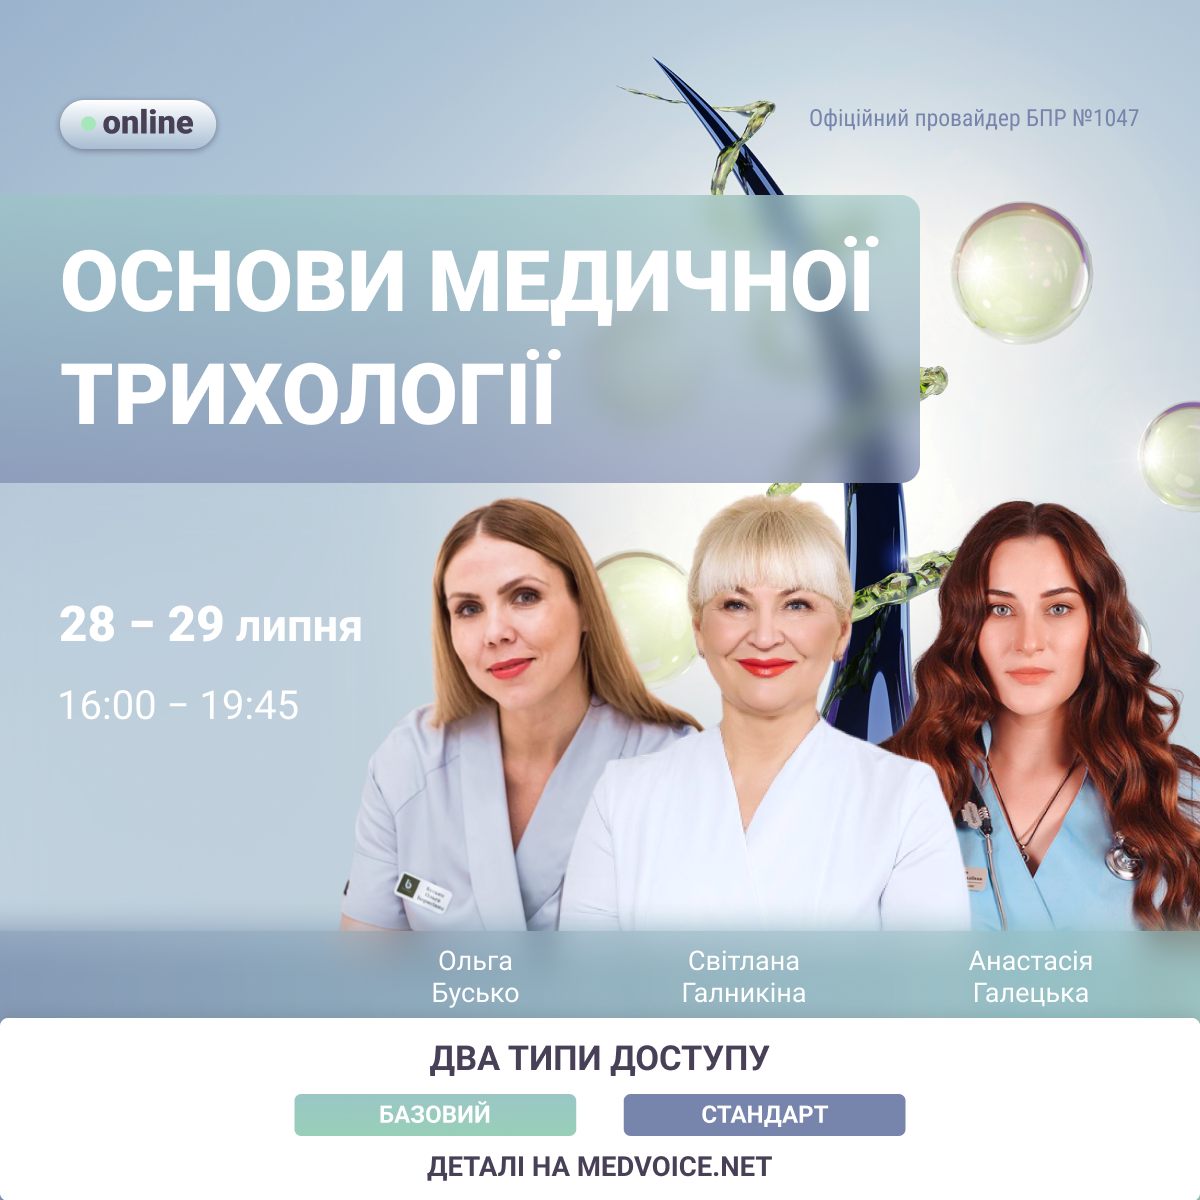 online
Офіційний провайдер БПР №1047
ОСНОВИ МЕДИЧНОЇ
ТРИХОЛОГІЇ
28 – 29 липня
16:00 – 19:45
Ольга
Бусько
Світлана
Галникіна
Анастасія
Галецька
ДВА ТИПИ ДОСТУПУ
БАЗОВИЙ
СТАНДАРТ
ДЕТАЛІ НА MEDVOICE.NET